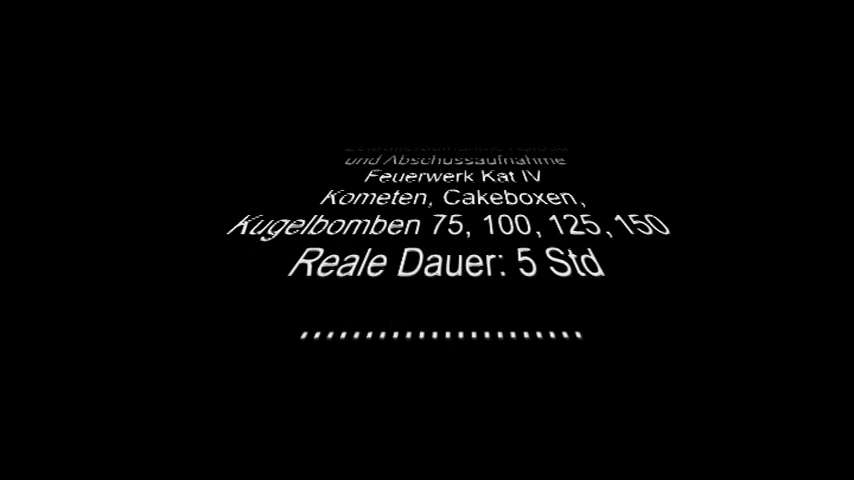 und Abschussaufnahme
Feuerwerk Kat IV
Kometen, Cakeboxen,
Kugelbomben 75, 100, 125, 150
Reale Dauer: 5 Std
......................